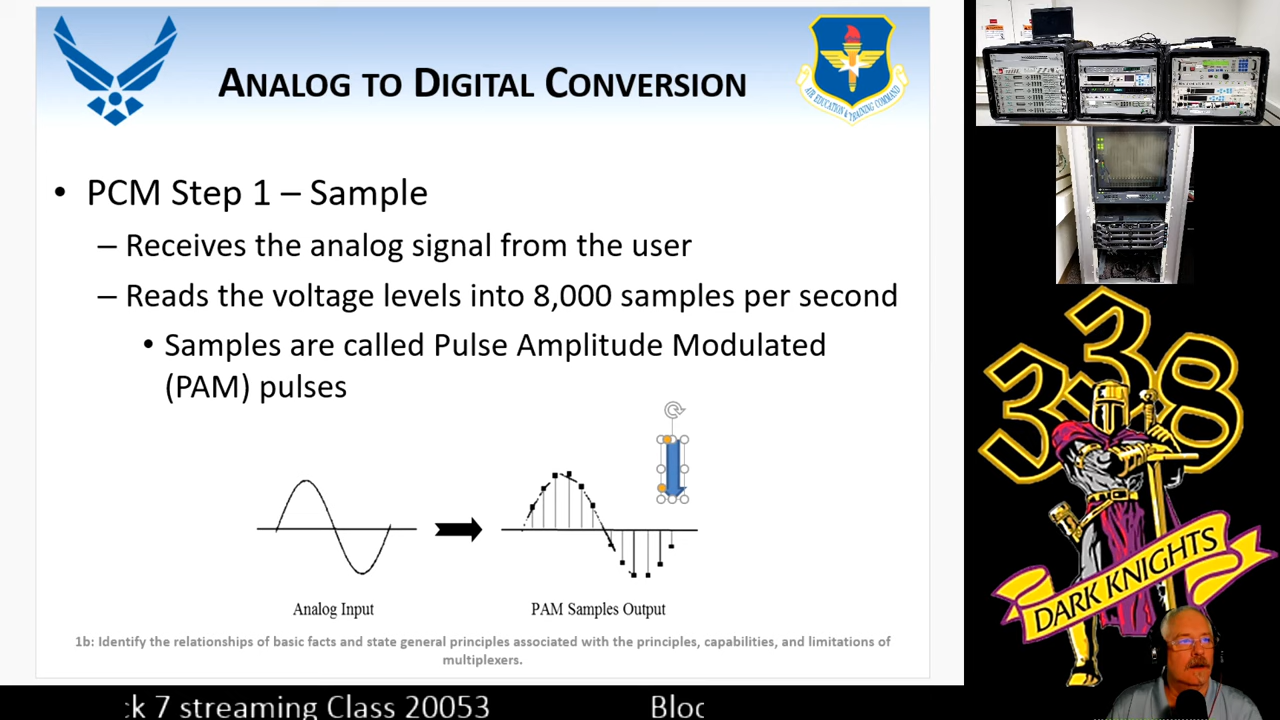 ANALOG TO DIGITAL CONVERSION
AIR EDUCATION & TRAINING COMMAND
• PCM Step 1 – Sample
– Receives the analog signal from the user
– Reads the voltage levels into 8,000 samples per second
• Samples are called Pulse Amplitude Modulated
(PAM) pulses
Analog Input
PAM Samples Output
1b: Identify the relationships of basic facts and state general principles associated with the principles, capabilities, and limitations of
multiplexers.
338
DARK KNIGHTS
ck 7 streaming Class 20053 Bloc